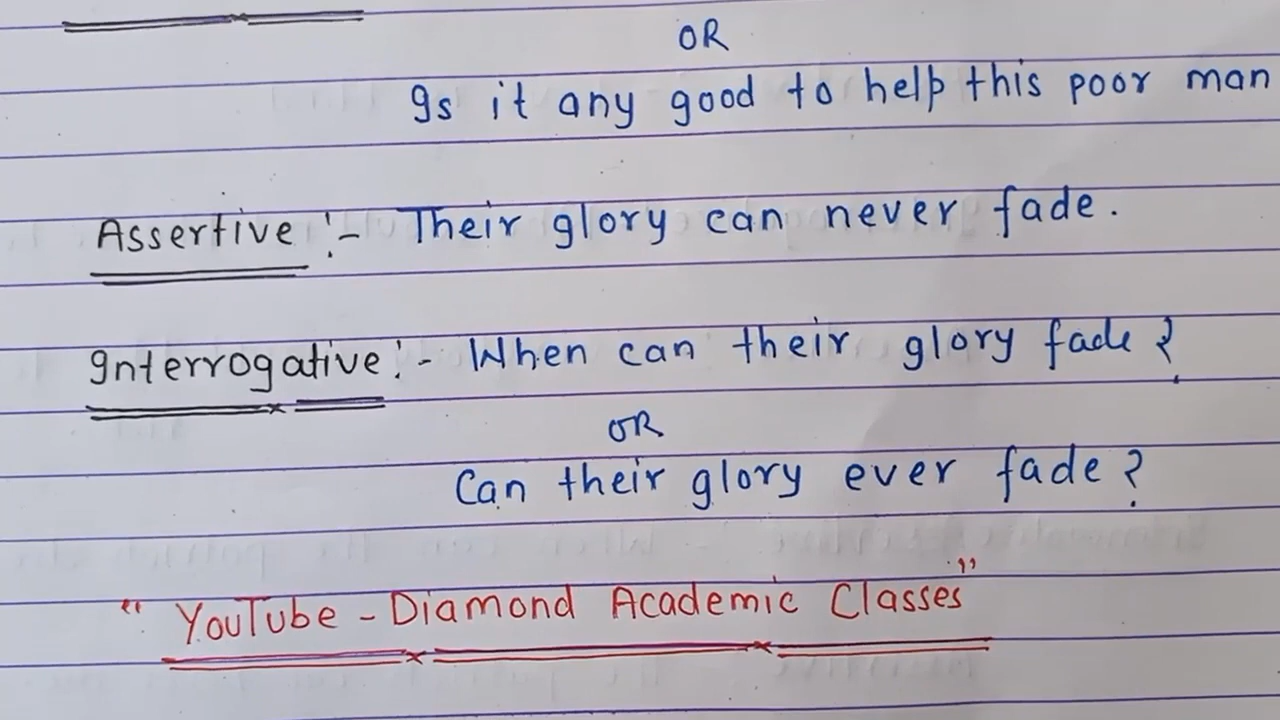 OR
Is it any good to help this poor man
Assertive :- Their glory can never fade.
Interrogative :- When can their glory fade ?
OR
Can their glory ever fade ?
" YouTube - Diamond Academic Classes "